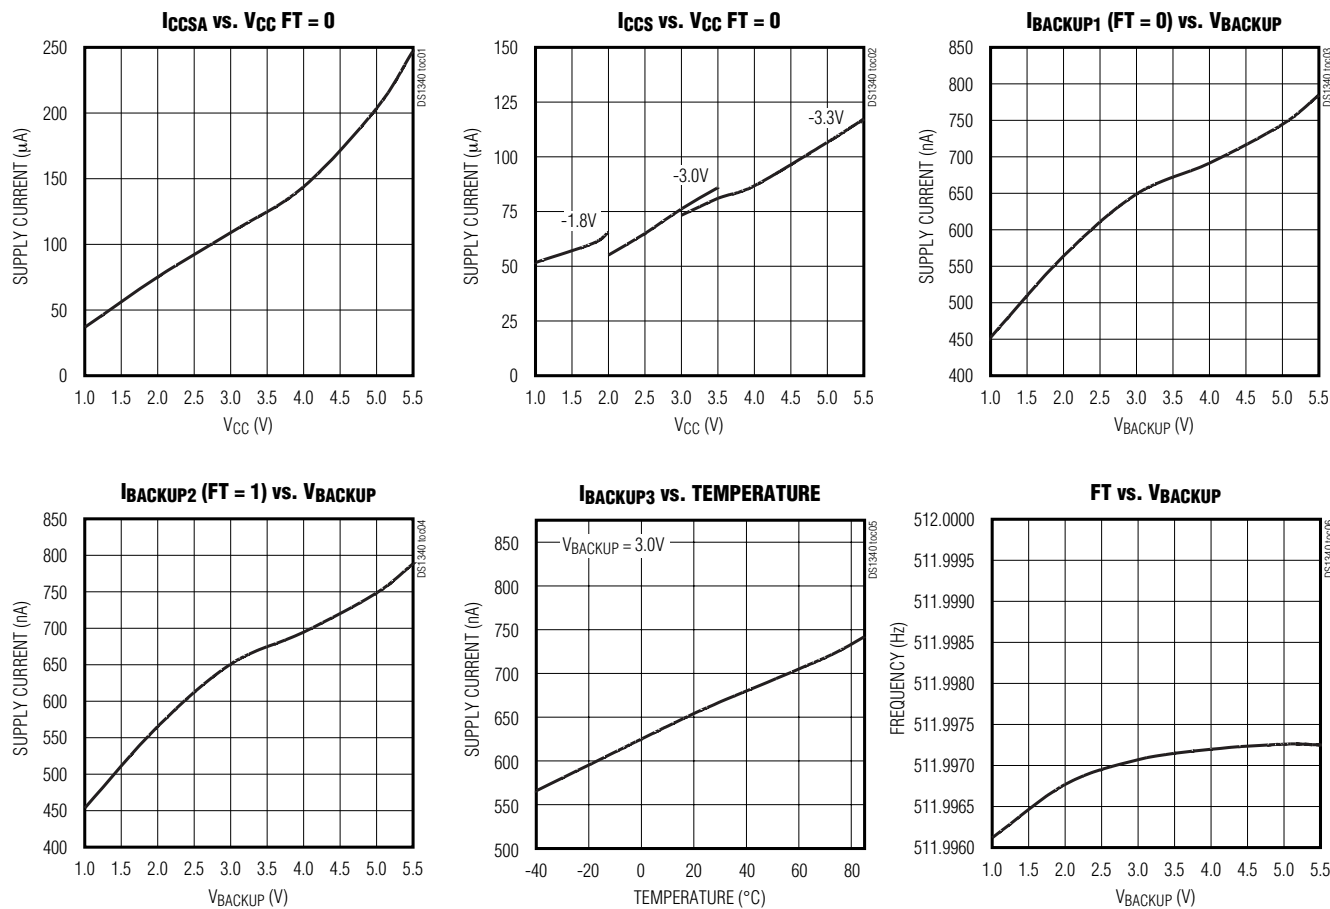 ICCSA vs. VCC FT = 0
250
200
150
100
50
0
SUPPLY CURRENT (µA)
1.0 1.5 2.0 2.5 3.0 3.5 4.0 4.5 5.0 5.5
VCC (V)
DS1340 toc01
ICCS vs. VCC FT = 0
150
125
100
75
50
25
0
SUPPLY CURRENT (µA)
-1.8V
-3.0V
-3.3V
1.0 1.5 2.0 2.5 3.0 3.5 4.0 4.5 5.0 5.5
VCC (V)
DS1340 toc02
IBACKUP1 (FT = 0) vs. VBACKUP
850
800
750
700
650
600
550
500
450
400
SUPPLY CURRENT (nA)
1.0 1.5 2.0 2.5 3.0 3.5 4.0 4.5 5.0 5.5
VBACKUP (V)
DS1340 toc03
IBACKUP2 (FT = 1) vs. VBACKUP
850
800
750
700
650
600
550
500
450
400
SUPPLY CURRENT (nA)
1.0 1.5 2.0 2.5 3.0 3.5 4.0 4.5 5.0 5.5
VBACKUP (V)
DS1340 toc04
IBACKUP3 vs. TEMPERATURE
850
800
750
700
650
600
550
500
SUPPLY CURRENT (nA)
VBACKUP = 3.0V
-40 -20 0 20 40 60 80
TEMPERATURE (°C)
DS1340 toc05
FT vs. VBACKUP
512.0000
511.9995
511.9990
511.9985
511.9980
511.9975
511.9970
511.9965
511.9960
FREQUENCY (Hz)
1.0 1.5 2.0 2.5 3.0 3.5 4.0 4.5 5.0 5.5
VBACKUP (V)
DS1340 toc06